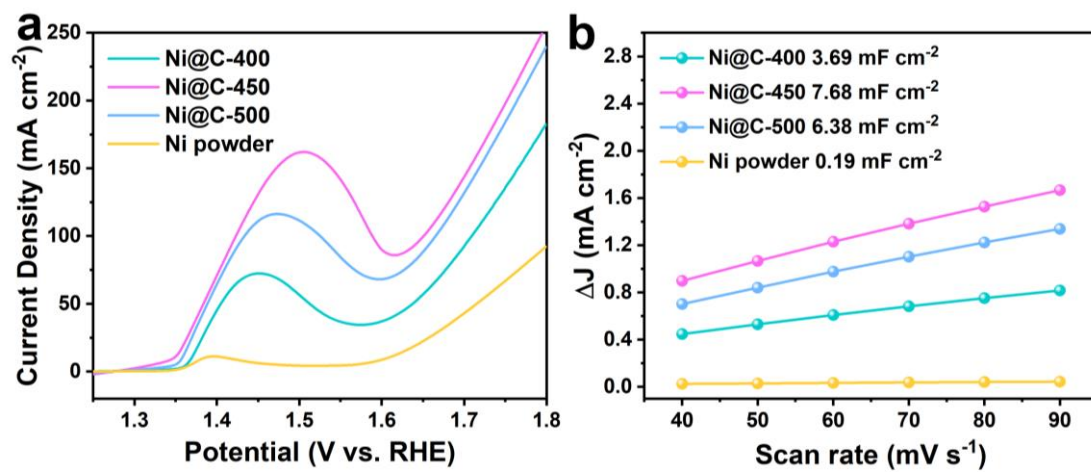 a
Current Density (mA cm⁻²)
250
200
150
100
50
0
Ni@C-400
Ni@C-450
Ni@C-500
Ni powder
1.3 1.4 1.5 1.6 1.7 1.8
Potential (V vs. RHE)
b
ΔJ (mA cm⁻²)
2.8
2.4
2.0
1.6
1.2
0.8
0.4
0.0
Ni@C-400 3.69 mF cm⁻²
Ni@C-450 7.68 mF cm⁻²
Ni@C-500 6.38 mF cm⁻²
Ni powder 0.19 mF cm⁻²
40 50 60 70 80 90
Scan rate (mV s⁻¹)